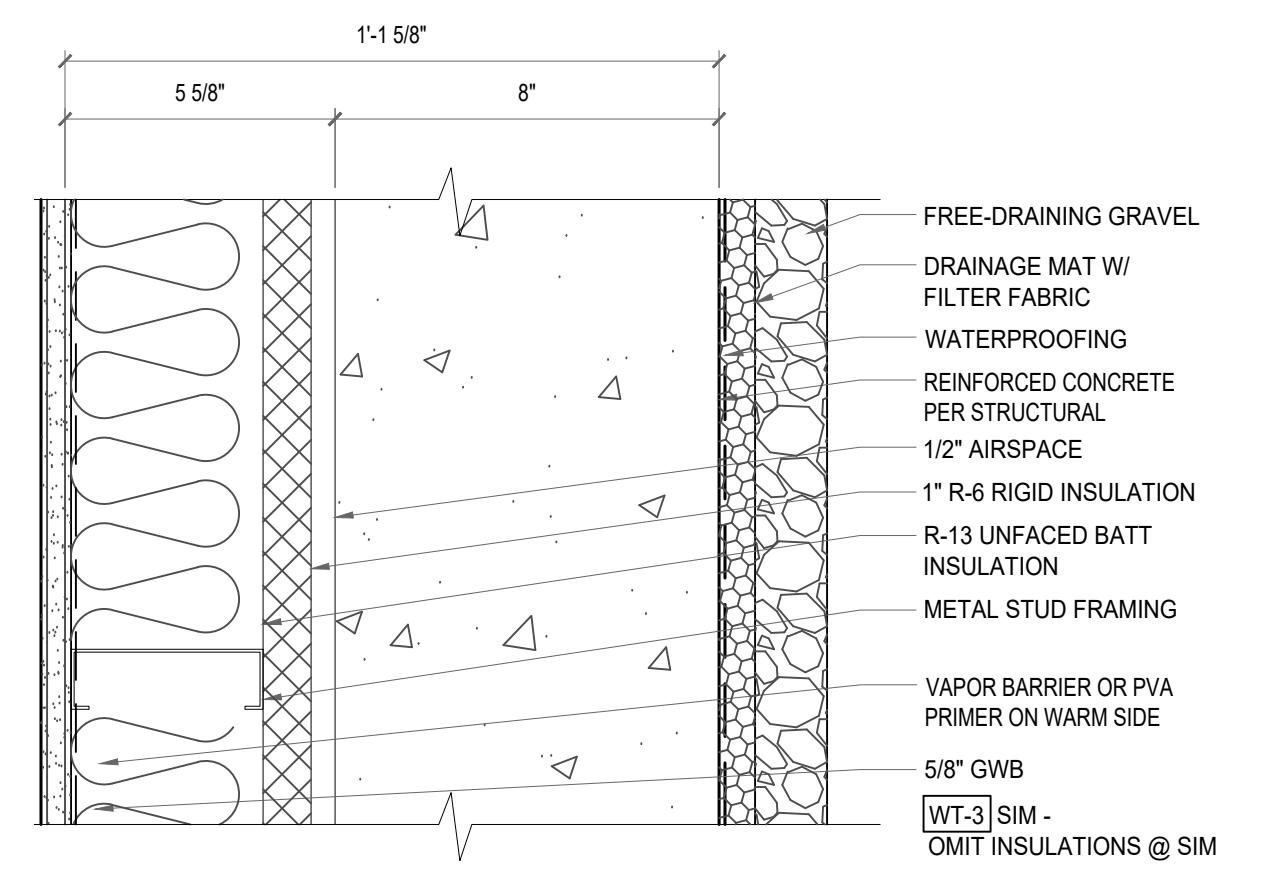 1'-1 5/8"
5 5/8"
8"
FREE-DRAINING GRAVEL
DRAINAGE MAT W/
FILTER FABRIC
WATERPROOFING
REINFORCED CONCRETE
PER STRUCTURAL
1/2" AIRSPACE
1" R-6 RIGID INSULATION
R-13 UNFACED BATT
INSULATION
METAL STUD FRAMING
VAPOR BARRIER OR PVA
PRIMER ON WARM SIDE
5/8" GWB
WT-3 SIM -
OMIT INSULATIONS @ SIM